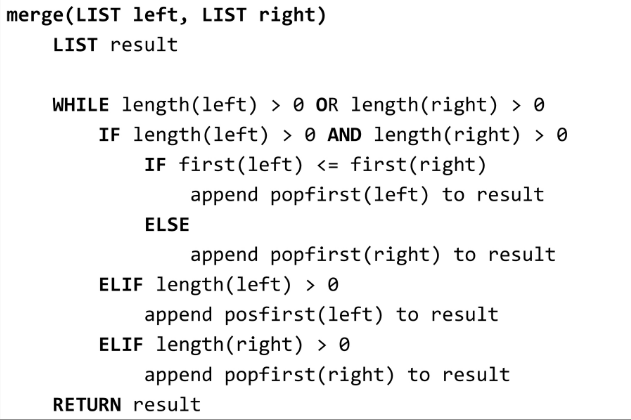 merge(LIST left, LIST right)
LIST result
WHILE length(left) > 0 OR length(right) > 0
IF length(left) > 0 AND length(right) > 0
IF first(left) <= first(right)
append popfirst(left) to result
ELSE
append popfirst(right) to result
ELIF length(left) > 0
append posfirst(left) to result
ELIF length(right) > 0
append popfirst(right) to result
RETURN result